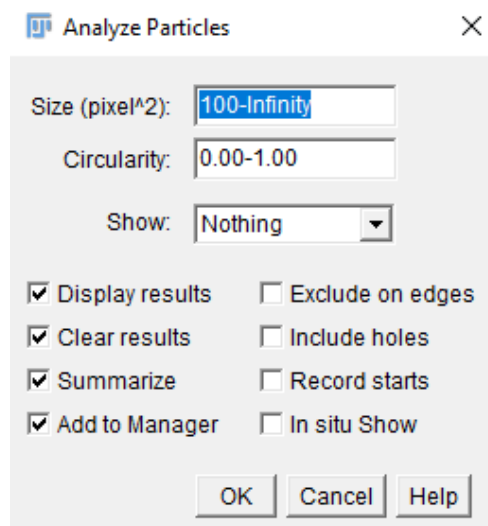 Analyze Particles
Size (pixel^2): 100-Infinity
Circularity: 0.00-1.00
Show: Nothing
Display results Exclude on edges
Clear results Include holes
Summarize Record starts
Add to Manager In situ Show
OK Cancel Help